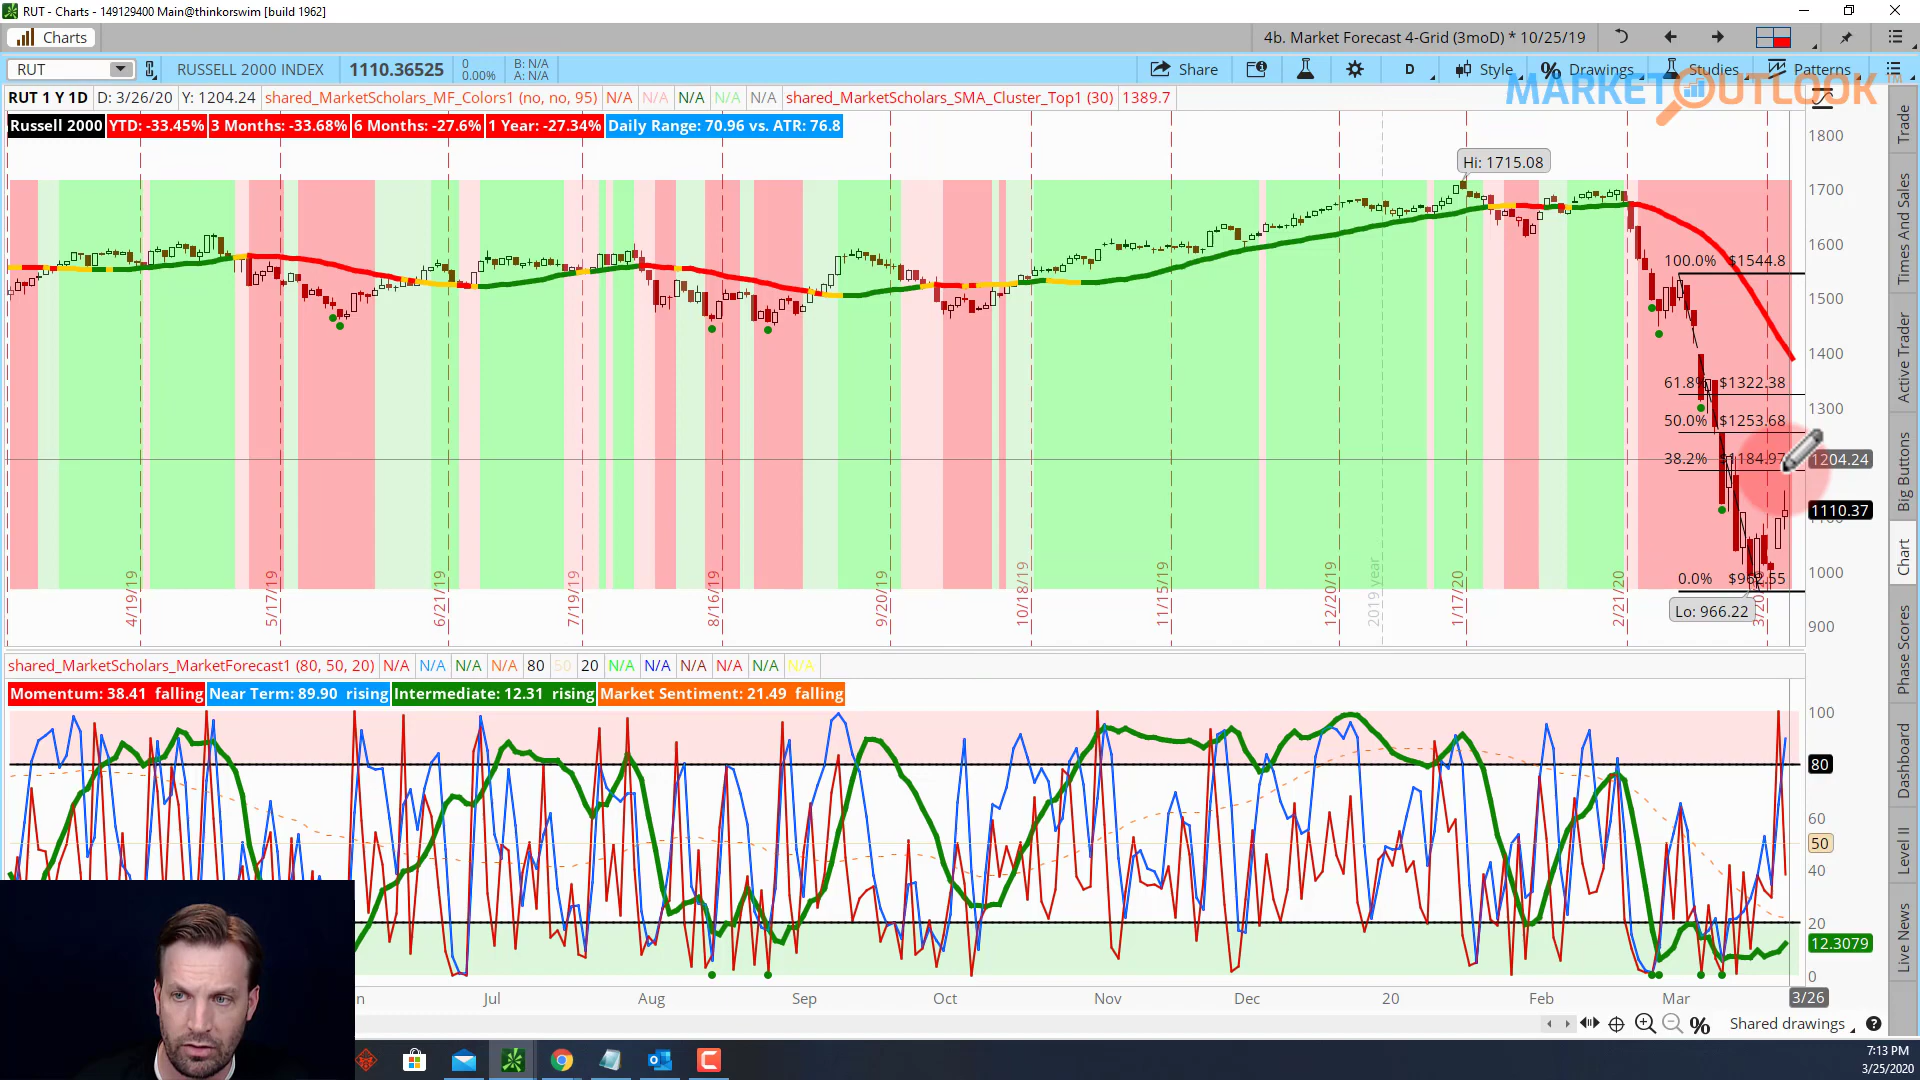 RUT - Charts - 149129400 Main@thinkorswim [build 1962]
Charts
4b. Market Forecast 4-Grid (3moD) * 10/25/19
RUT
RUSSELL 2000 INDEX
1110.36525
0
0.00%
B: N/A
A: N/A
Share
D
Style
Drawings
Studies
Patterns
MARKETOUTLOOK
TM
RUT 1 Y 1D
D: 3/26/20
Y: 1204.24
shared_MarketScholars_MF_Colors1 (no, no, 95)
N/A
N/A
N/A
N/A
N/A
shared_MarketScholars_SMA_Cluster_Top1 (30)
1389.7
Russell 2000
YTD: -33.45%
3 Months: -33.68%
6 Months: -27.6%
1 Year: -27.34%
Daily Range: 70.96 vs. ATR: 76.8
Hi: 1715.08
100.0% $1544.8
61.8% $1322.38
50.0% $1253.68
38.2% $1184.97
0.0% $962.55
Lo: 966.22
1800
1700
1600
1500
1400
1300
1204.24
1110.37
1000
900
4/19/19
5/17/19
6/21/19
7/19/19
8/16/19
9/20/19
10/18/19
11/15/19
12/20/19
2019 year
1/17/20
2/21/20
3/20/20
shared_MarketScholars_MarketForecast1 (80, 50, 20)
N/A
N/A
N/A
N/A
80
50
20
N/A
N/A
N/A
N/A
N/A
N/A
Momentum: 38.41 falling
Near Term: 89.90 rising
Intermediate: 12.31 rising
Market Sentiment: 21.49 falling
100
80
60
50
40
20
12.3079
0
Jul
Aug
Sep
Oct
Nov
Dec
20
Feb
Mar
3/26
Shared drawings
Trade
Times And Sales
Active Trader
Big Buttons
Chart
Phase Scores
Dashboard
Level II
Live News
7:13 PM
3/25/2020